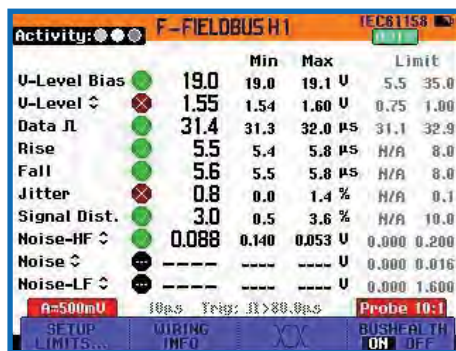 F-FIELDBUS H1
IEC61158
Activity:
Min Max Limit
V-Level Bias 19.0 19.0 19.1 V 5.5 35.0
V-Level 1.55 1.54 1.60 V 0.75 1.00
Data 31.4 31.3 32.0 µs 31.1 32.9
Rise 5.5 5.4 5.8 µs N/A 8.0
Fall 5.6 5.5 5.8 µs N/A 8.0
Jitter 0.8 0.0 1.4 % N/A 0.1
Signal Dist. 3.0 0.5 3.6 % N/A 10.0
Noise-HF 0.088 0.140 0.053 V 0.000 0.200
Noise ----- ---- ---- V 0.000 0.016
Noise-LF ----- ---- ---- V 0.000 1.600
A=500mV 10µs Trig: >80.0µs Probe 10:1
SETUP LIMITS... WIRING INFO BUSHEALTH ON OFF